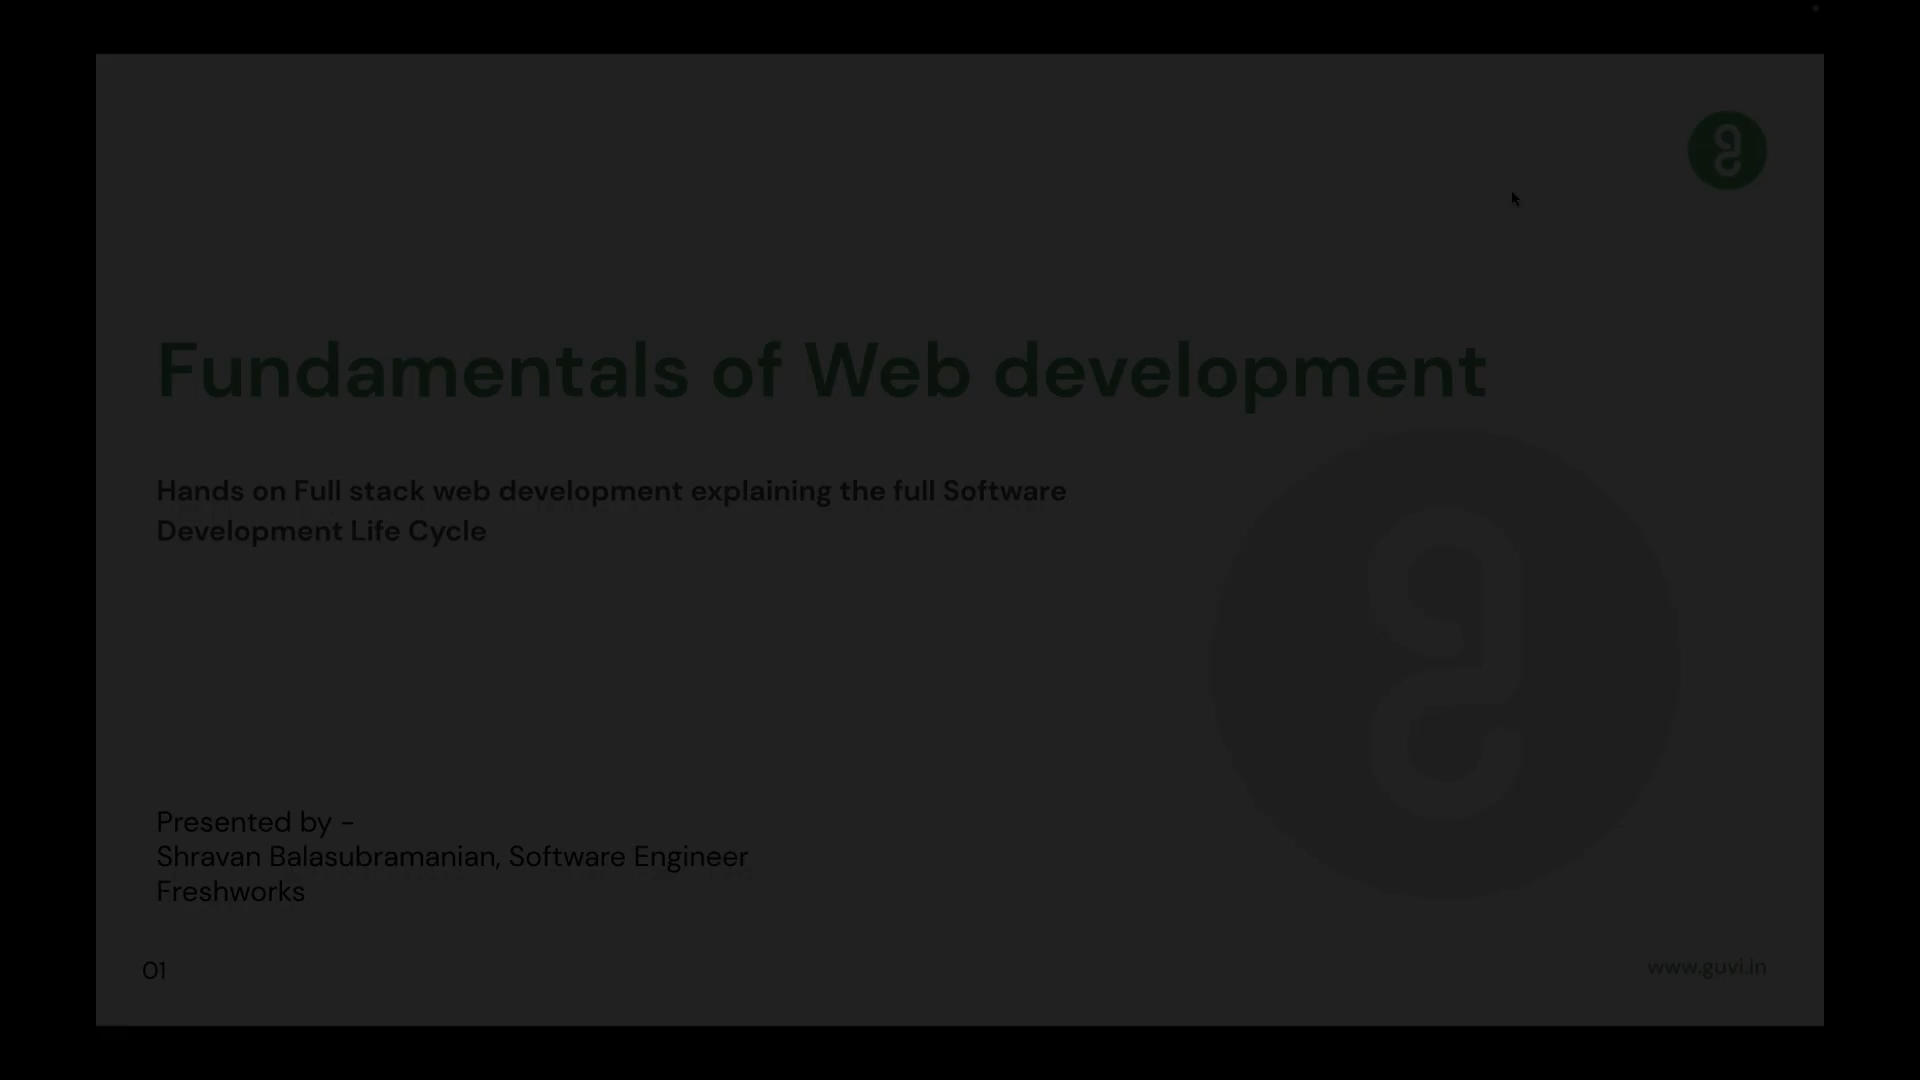 Fundamentals of Web development
Hands on Full stack web development explaining the full Software
Development Life Cycle
Presented by -
Shravan Balasubramanian, Software Engineer
Freshworks
01
www.guvi.in